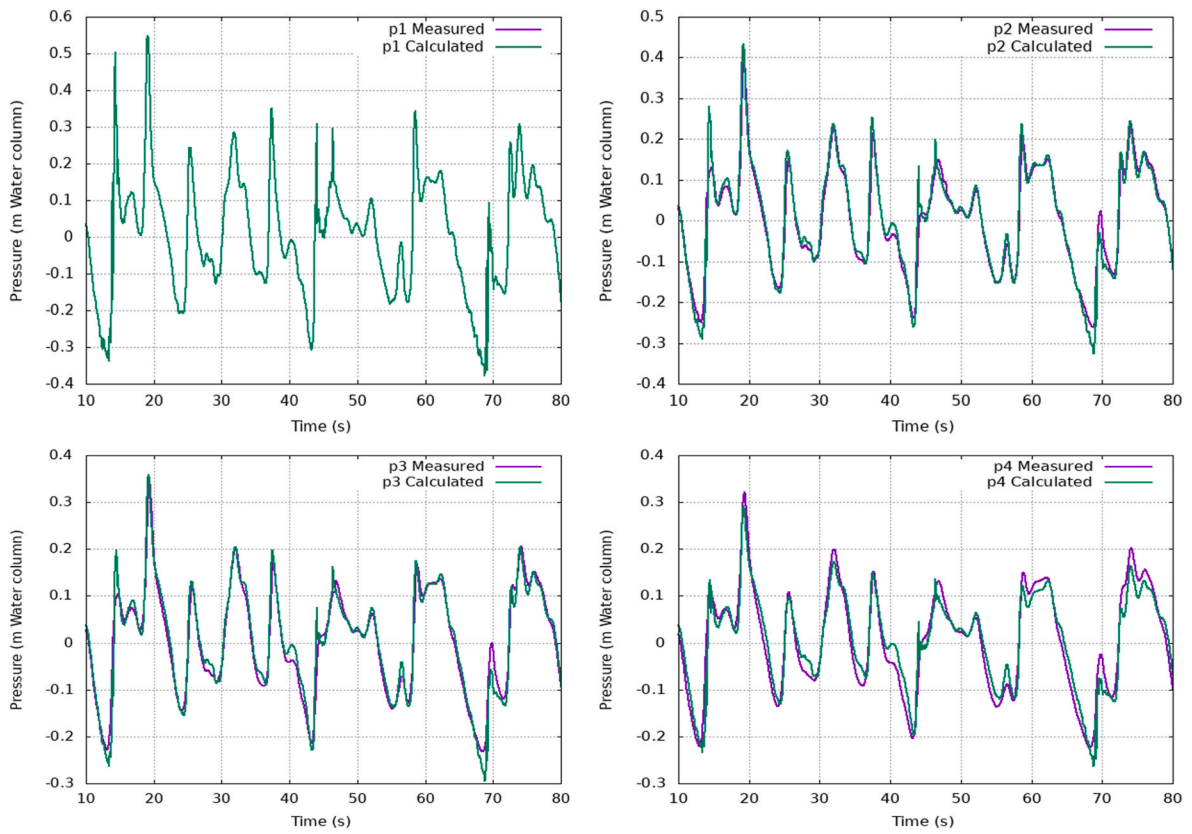 p1 Measured
p1 Calculated
0.6
0.5
0.4
0.3
0.2
0.1
0
-0.1
-0.2
-0.3
-0.4
Pressure (m Water column)
10 20 30 40 50 60 70 80
Time (s)
p2 Measured
p2 Calculated
0.5
0.4
0.3
0.2
0.1
0
-0.1
-0.2
-0.3
-0.4
Pressure (m Water column)
10 20 30 40 50 60 70 80
Time (s)
p3 Measured
p3 Calculated
0.4
0.3
0.2
0.1
0
-0.1
-0.2
-0.3
Pressure (m Water column)
10 20 30 40 50 60 70 80
Time (s)
p4 Measured
p4 Calculated
0.4
0.3
0.2
0.1
0
-0.1
-0.2
-0.3
Pressure (m Water column)
10 20 30 40 50 60 70 80
Time (s)